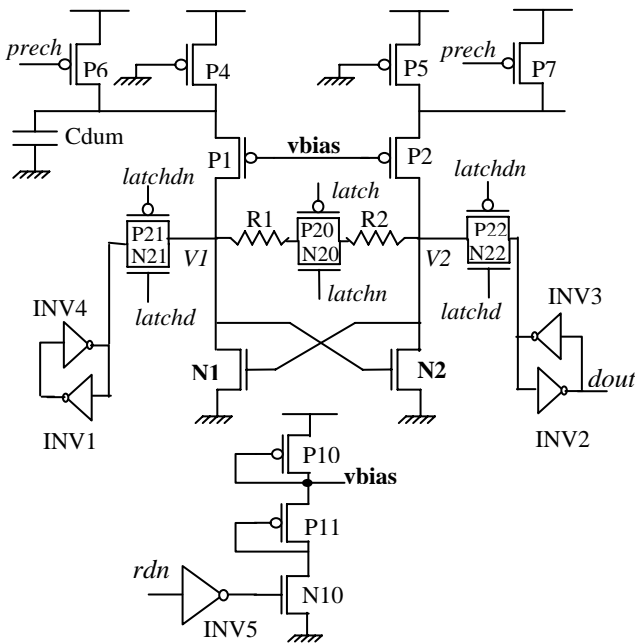 prech
P6
P4
P5
prech
P7
Cdum
P1
vbias
P2
latchdn
latch
latchdn
P21
N21
V1
R1
P20
N20
R2
V2
P22
N22
latchd
latchn
latchd
INV4
INV3
N1
N2
dout
INV1
INV2
P10
vbias
P11
rdn
N10
INV5